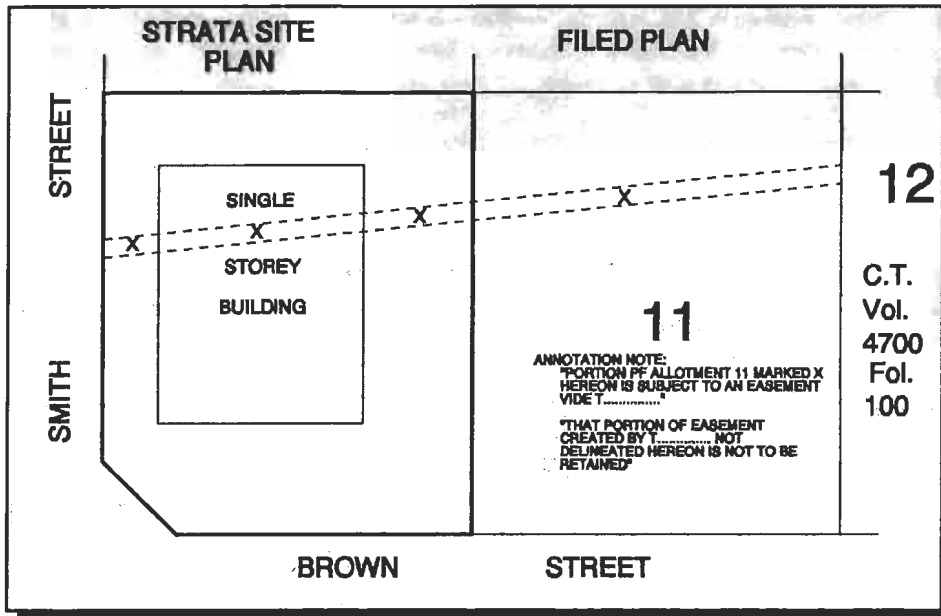 STRATA SITE
PLAN
FILED PLAN
STREET
SMITH
SINGLE
X
X
X
X
STOREY
BUILDING
12
C.T.
Vol.
4700
Fol.
100
11
ANNOTATION NOTE:
"PORTION PF ALLOTMENT 11 MARKED X
HEREON IS SUBJECT TO AN EASEMENT
VIDE T..............."
"THAT PORTION OF EASEMENT
CREATED BY T............. NOT
DELINEATED HEREON IS NOT TO BE
RETAINED"
BROWN
STREET